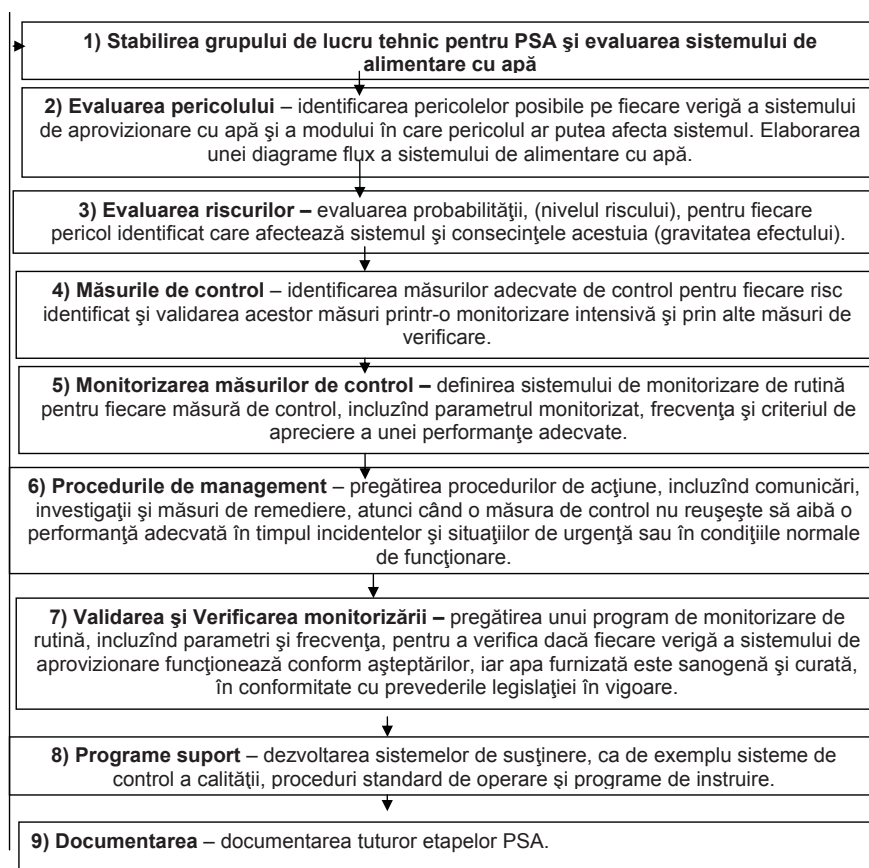 1) Stabilirea grupului de lucru tehnic pentru PSA şi evaluarea sistemului de
alimentare cu apă
2) Evaluarea pericolului – identificarea pericolelor posibile pe fiecare verigă a sistemului
de aprovizionare cu apă şi a modului în care pericolul ar putea afecta sistemul. Elaborarea
unei diagrame flux a sistemului de alimentare cu apă.
3) Evaluarea riscurilor – evaluarea probabilităţii, (nivelul riscului), pentru fiecare
pericol identificat care afectează sistemul şi consecinţele acestuia (gravitatea efectului).
4) Măsurile de control – identificarea măsurilor adecvate de control pentru fiecare risc
identificat şi validarea acestor măsuri printr-o monitorizare intensivă şi prin alte măsuri de
verificare.
5) Monitorizarea măsurilor de control – definirea sistemului de monitorizare de rutină
pentru fiecare măsură de control, incluzînd parametrul monitorizat, frecvenţa şi criteriul de
apreciere a unei performanţe adecvate.
6) Procedurile de management – pregătirea procedurilor de acţiune, incluzînd comunicări,
investigaţii şi măsuri de remediere, atunci când o măsura de control nu reuşeşte să aibă o
performanţă adecvată în timpul incidentelor şi situaţiilor de urgenţă sau în condiţiile normale
de funcţionare.
7) Validarea şi Verificarea monitorizării – pregătirea unui program de monitorizare de
rutină, incluzînd parametri şi frecvenţa, pentru a verifica dacă fiecare verigă a sistemului de
aprovizionare funcţionează conform aşteptărilor, iar apa furnizată este sanogenă şi curată,
în conformitate cu prevederile legislaţiei în vigoare.
8) Programe suport – dezvoltarea sistemelor de susţinere, ca de exemplu sisteme de
control a calităţii, proceduri standard de operare şi programe de instruire.
9) Documentarea – documentarea tuturor etapelor PSA.